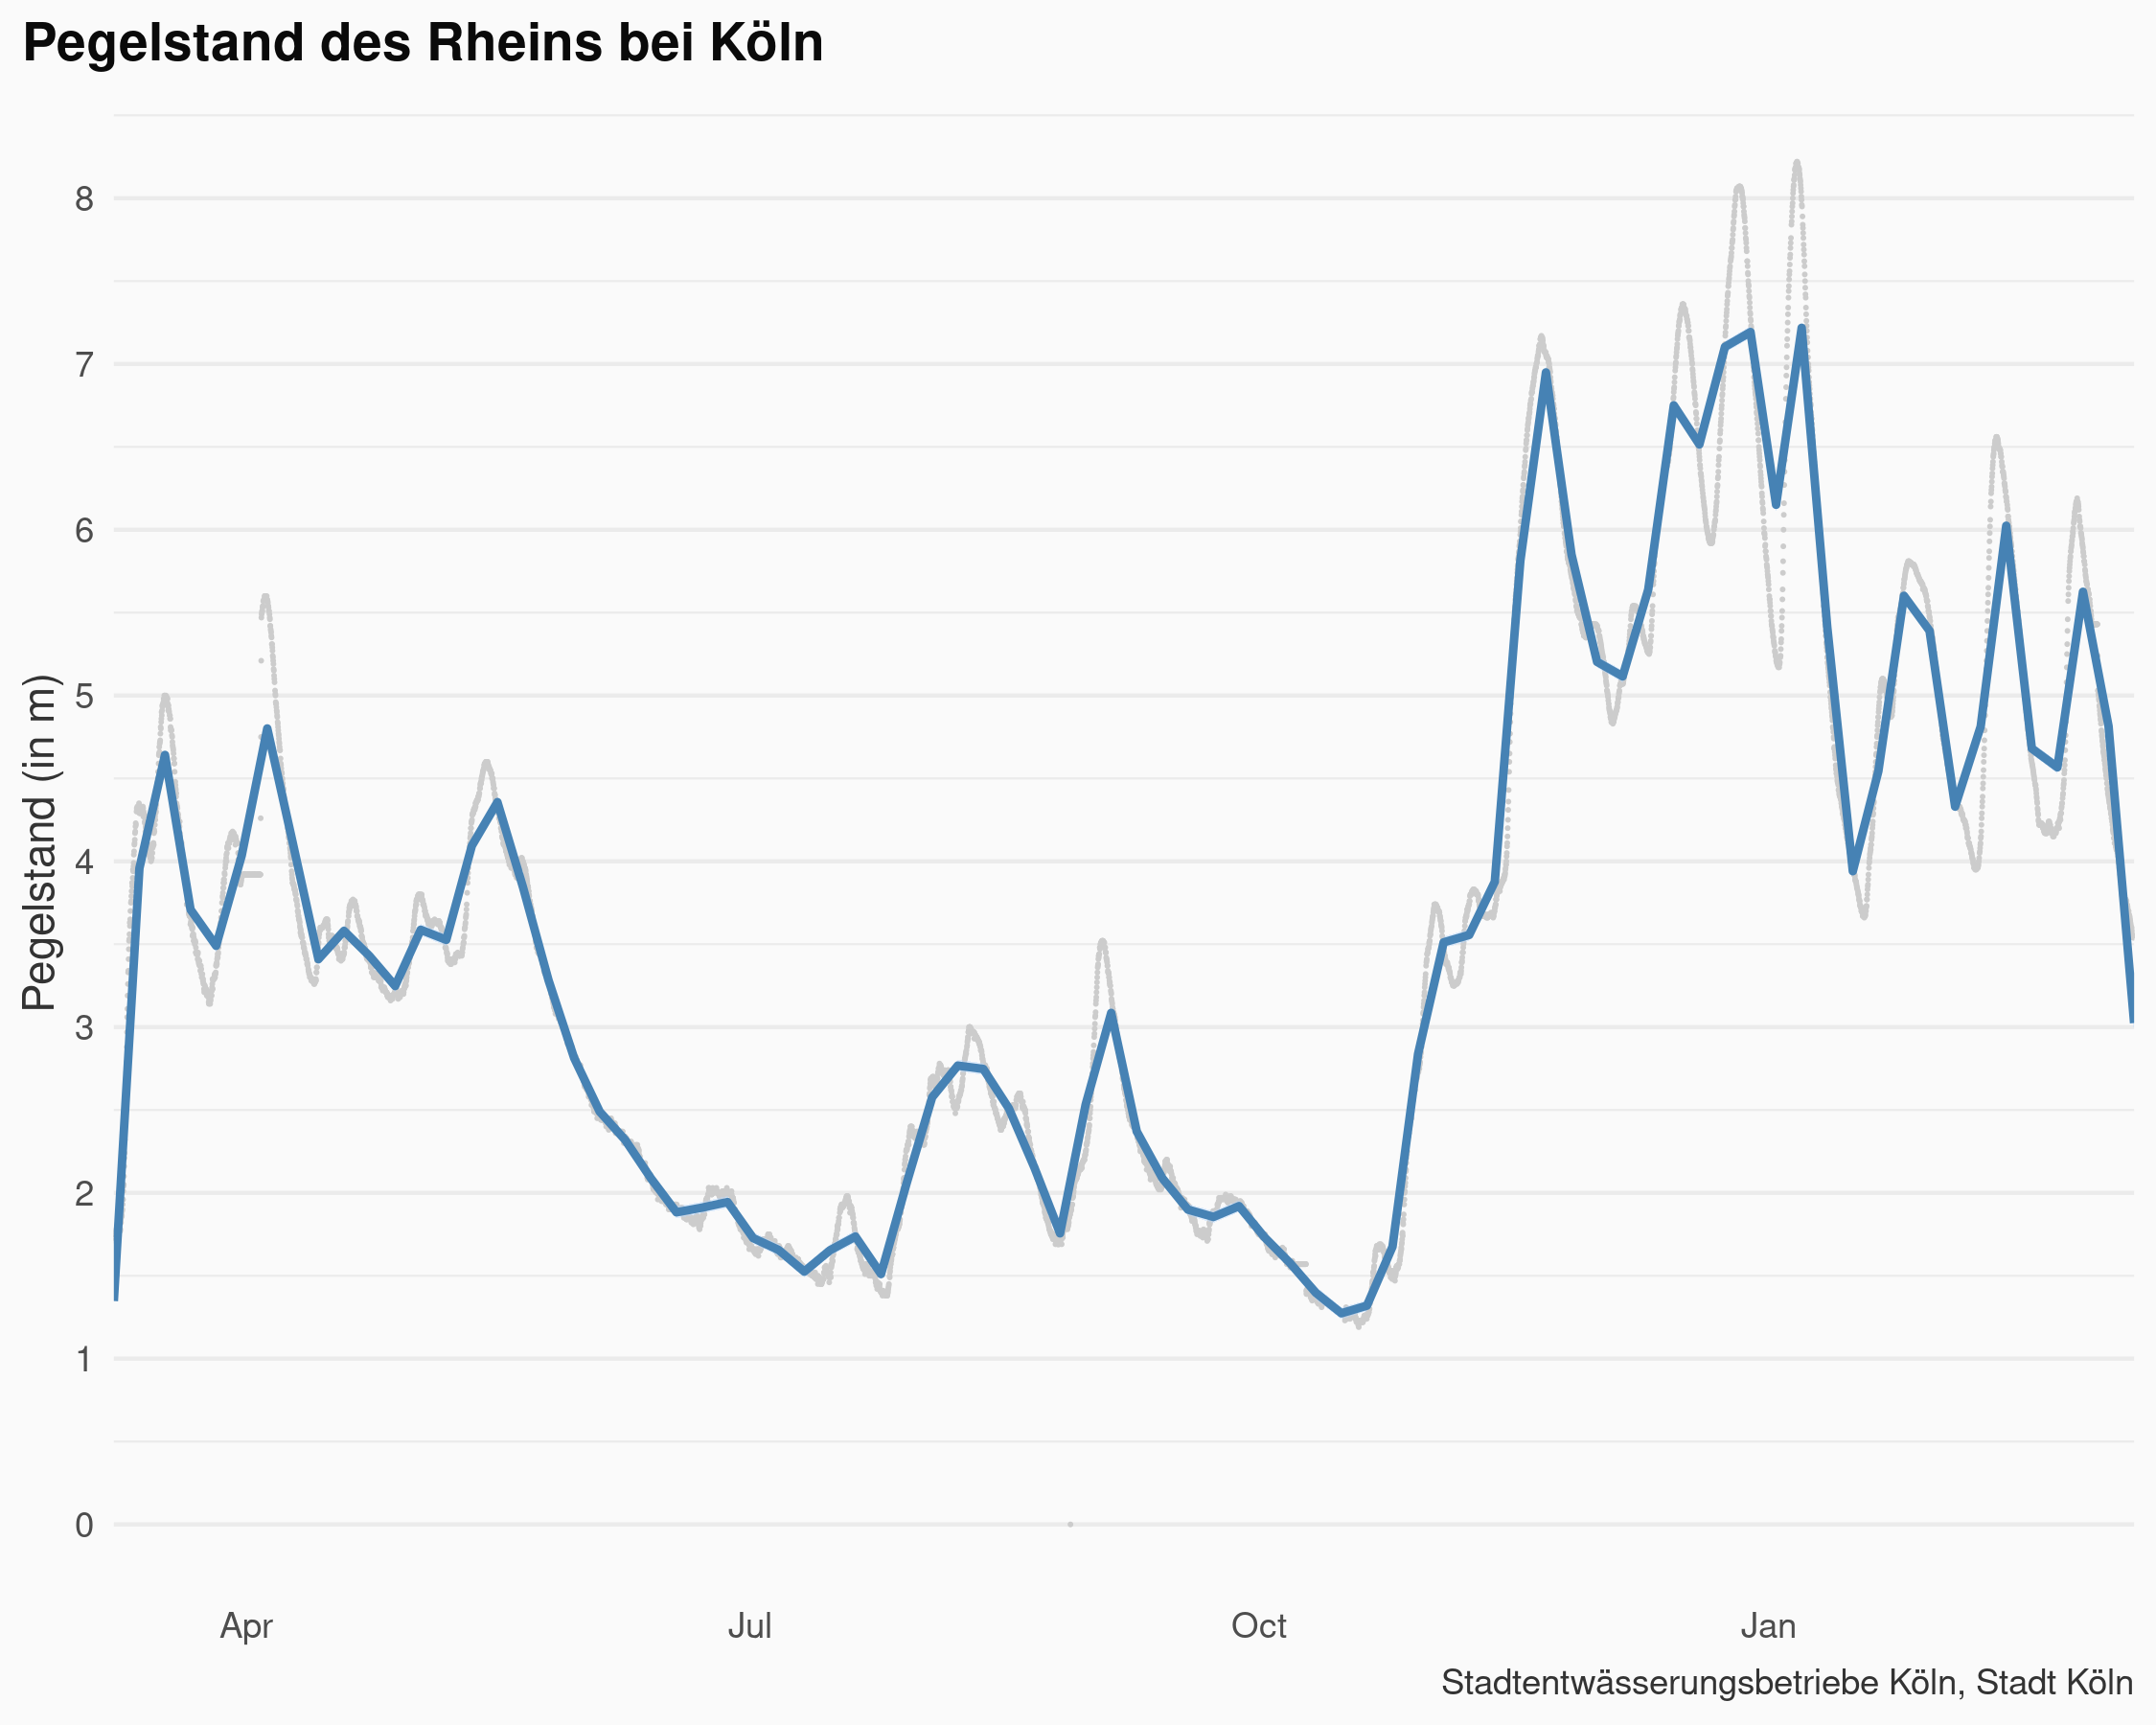 Pegelstand des Rheins bei Köln
Pegelstand (in m)
8
7
6
5
4
3
2
1
0
Apr Jul Oct Jan
Stadtentwässerungsbetriebe Köln, Stadt Köln